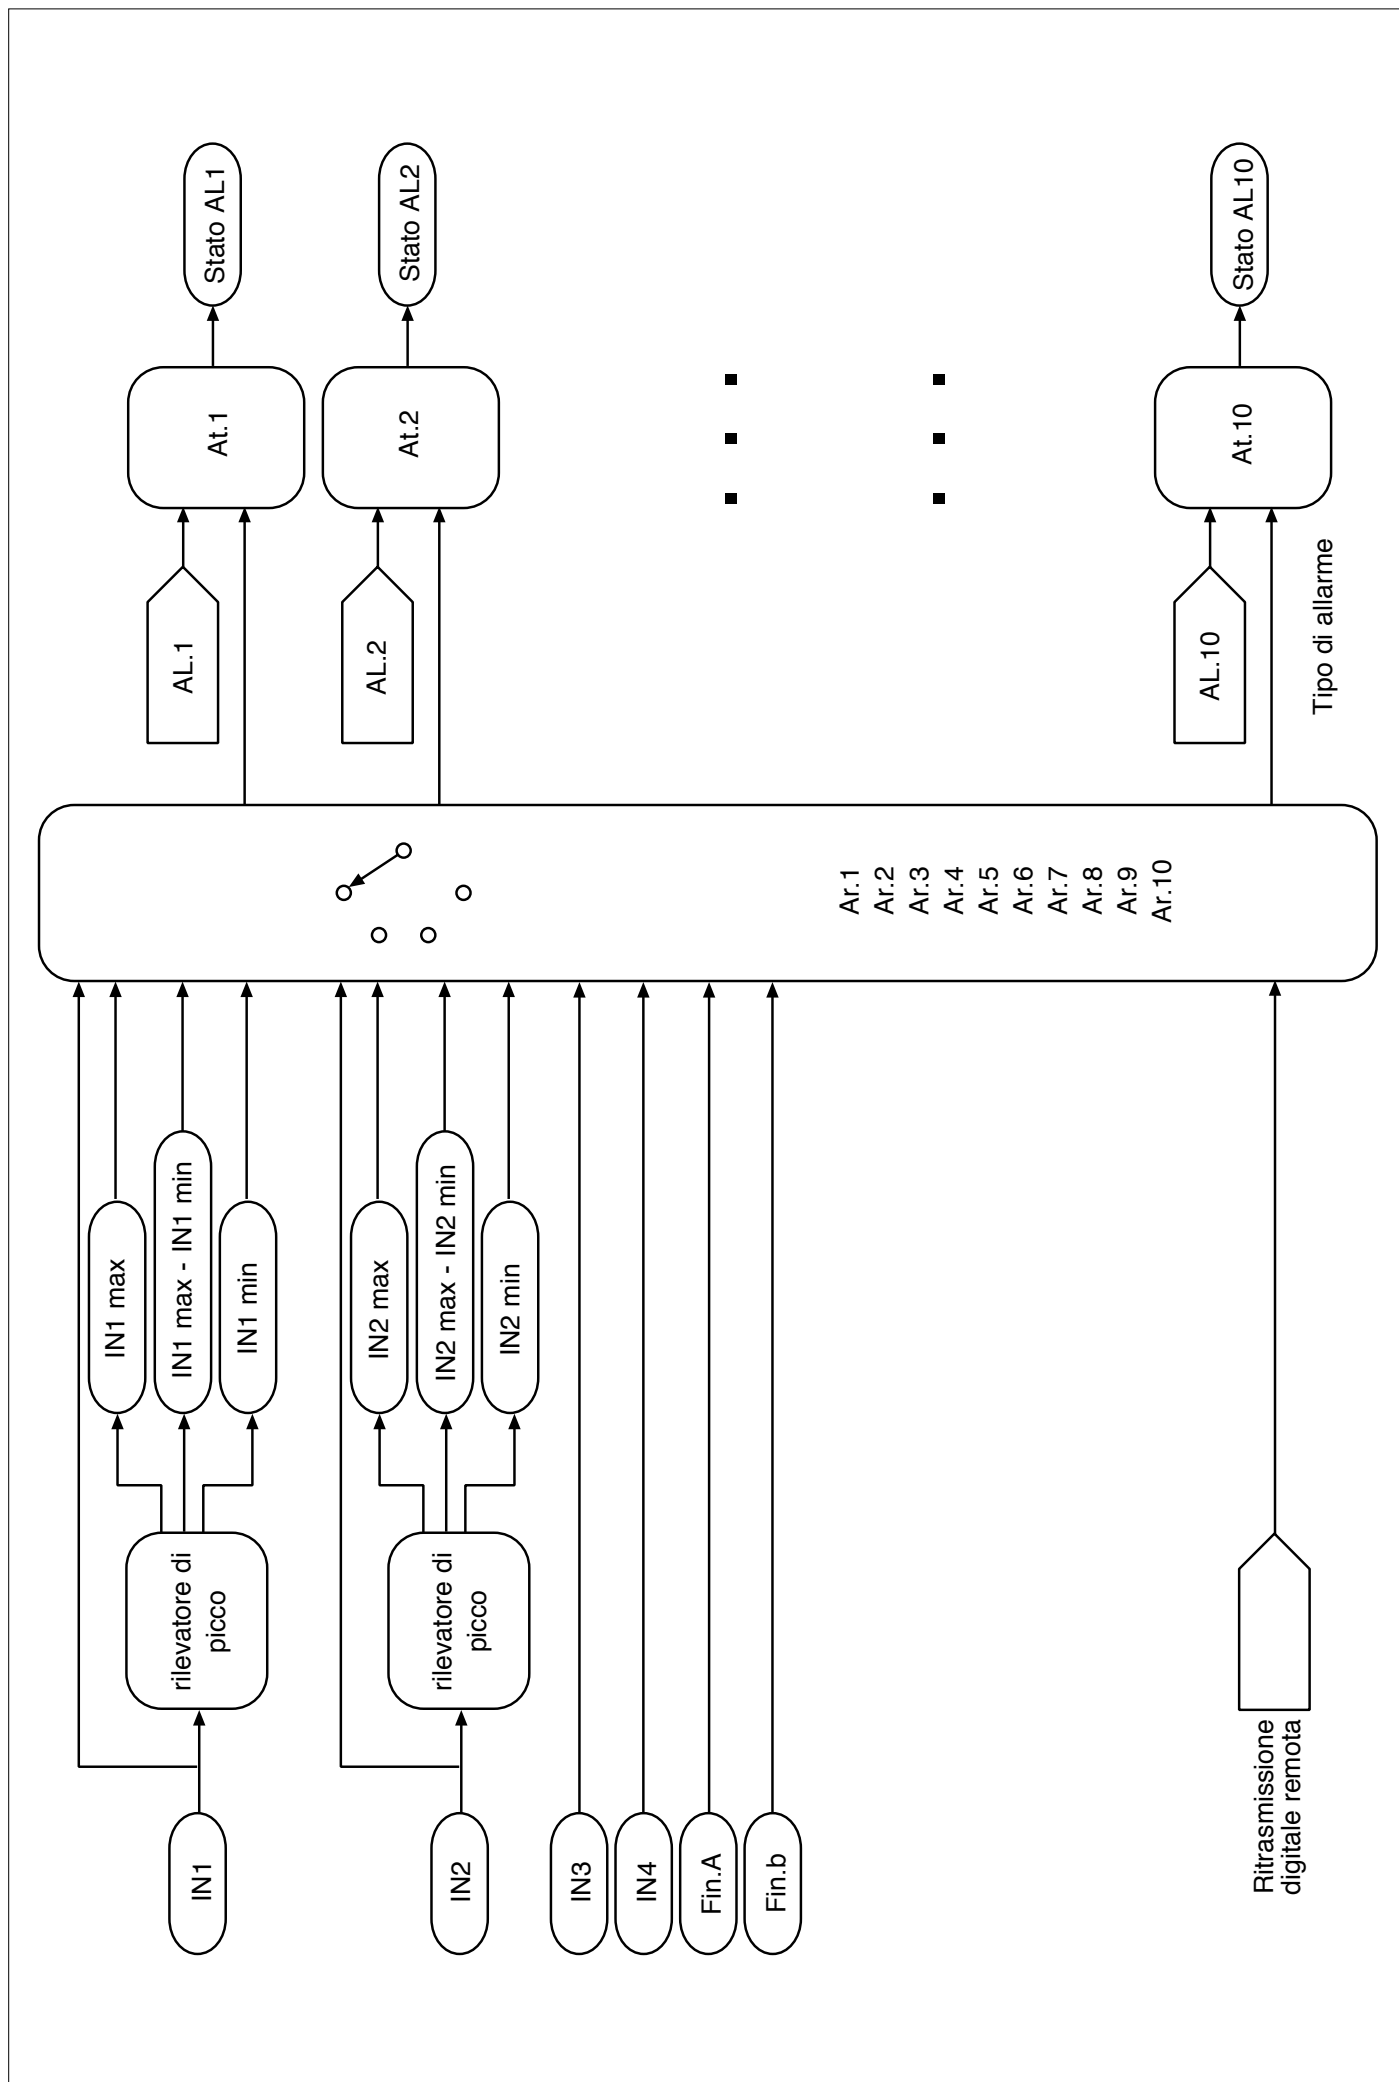 IN1
rilevatore di
picco
IN1 max
IN1 max - IN1 min
IN1 min
AL.1
At.1
Stato AL1
IN2
rilevatore di
picco
IN2 max
IN2 max - IN2 min
IN2 min
AL.2
At.2
Stato AL2
IN3
IN4
Fin.A
Fin.b
Ar.1
Ar.2
Ar.3
Ar.4
Ar.5
Ar.6
Ar.7
Ar.8
Ar.9
Ar.10
Ritrasmissione
digitale remota
AL.10
At.10
Stato AL10
Tipo di allarme